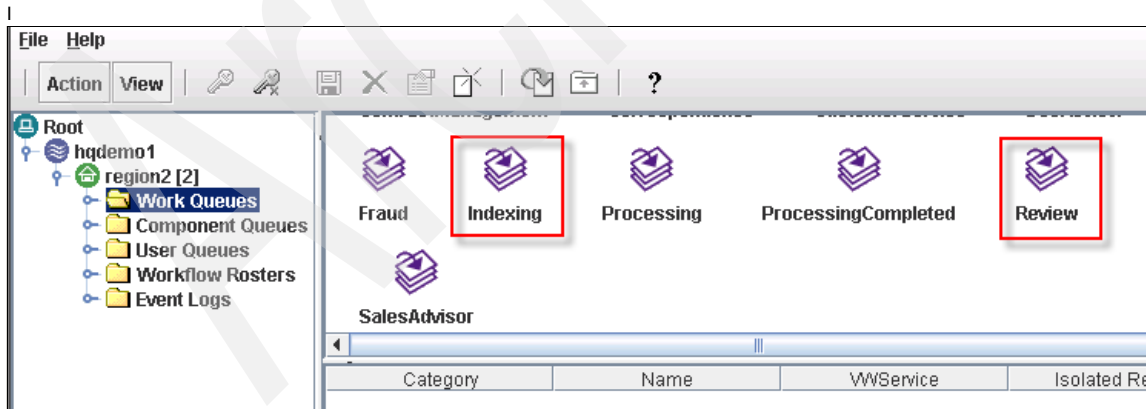 File Help
Action View ?
Root
hqdemo1
region2 [2]
Work Queues
Component Queues
User Queues
Workflow Rosters
Event Logs
Fraud Indexing Processing ProcessingCompleted Review
SalesAdvisor
Category Name VWService Isolated Re